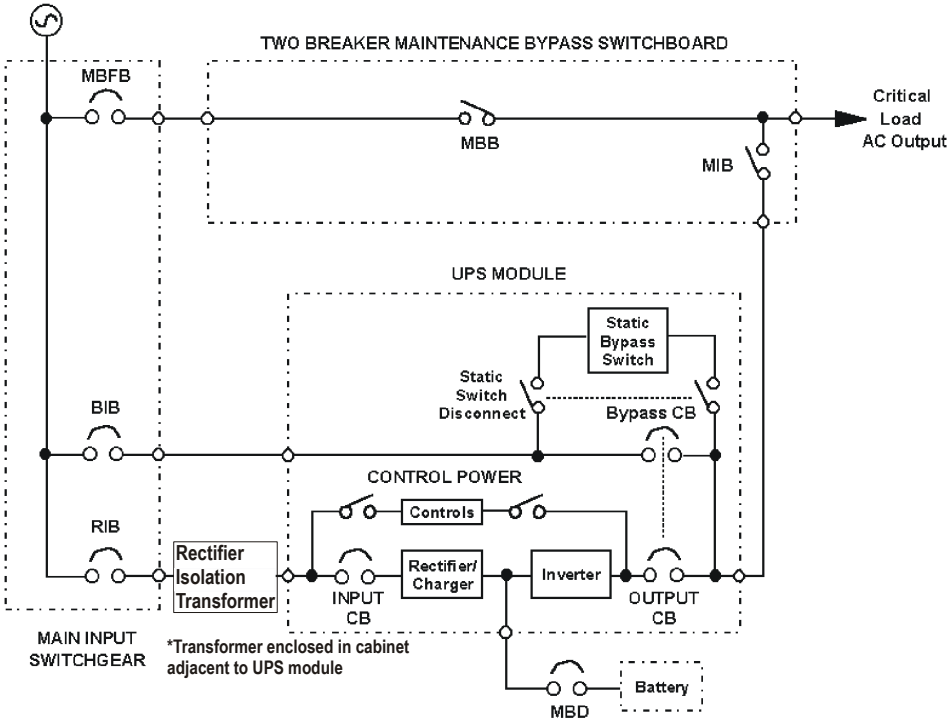 TWO BREAKER MAINTENANCE BYPASS SWITCHBOARD
MBFB
MBB
Critical
Load
AC Output
MIB
UPS MODULE
Static
Bypass
Switch
Static
Switch
Disconnect
Bypass CB
BIB
CONTROL POWER
Controls
RIB
Rectifier
Isolation
Transformer
Rectifier/
Charger
Inverter
INPUT
CB
OUTPUT
CB
MAIN INPUT
SWITCHGEAR
*Transformer enclosed in cabinet
adjacent to UPS module
Battery
MBD